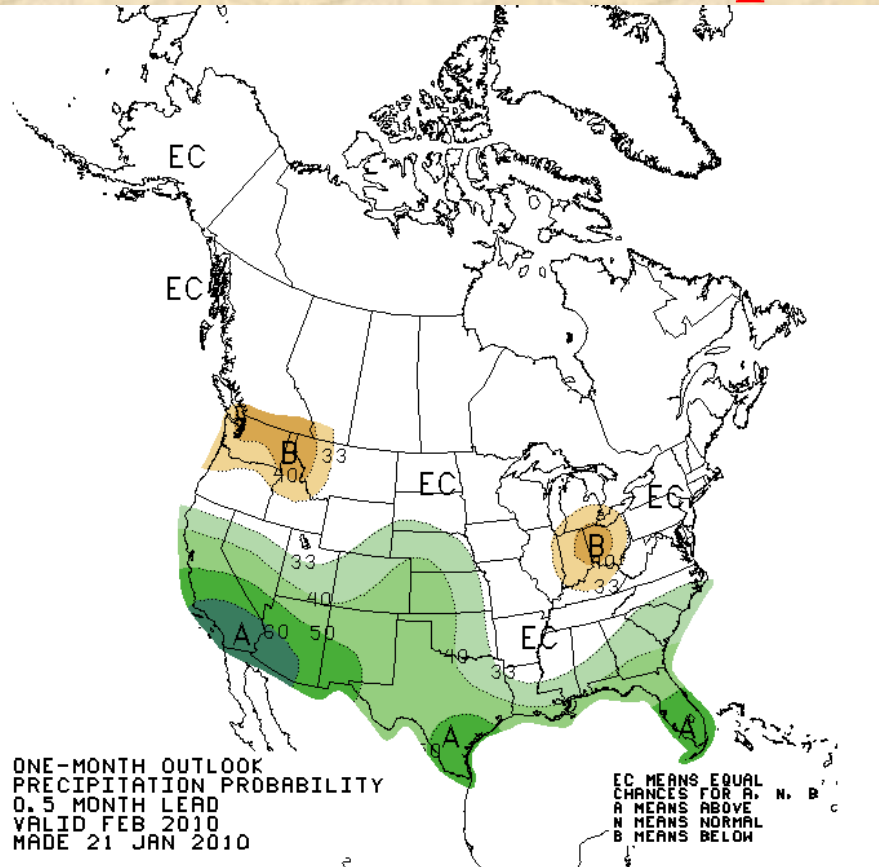 EC
EC
B
33
40
EC
EC
B
40
33
33
40
A
60
50
EC
40
33
A
50
A
ONE-MONTH OUTLOOK
PRECIPITATION PROBABILITY
0.5 MONTH LEAD
VALID FEB 2010
MADE 21 JAN 2010
EC MEANS EQUAL
CHANCES FOR A, N, B
A MEANS ABOVE
N MEANS NORMAL
B MEANS BELOW